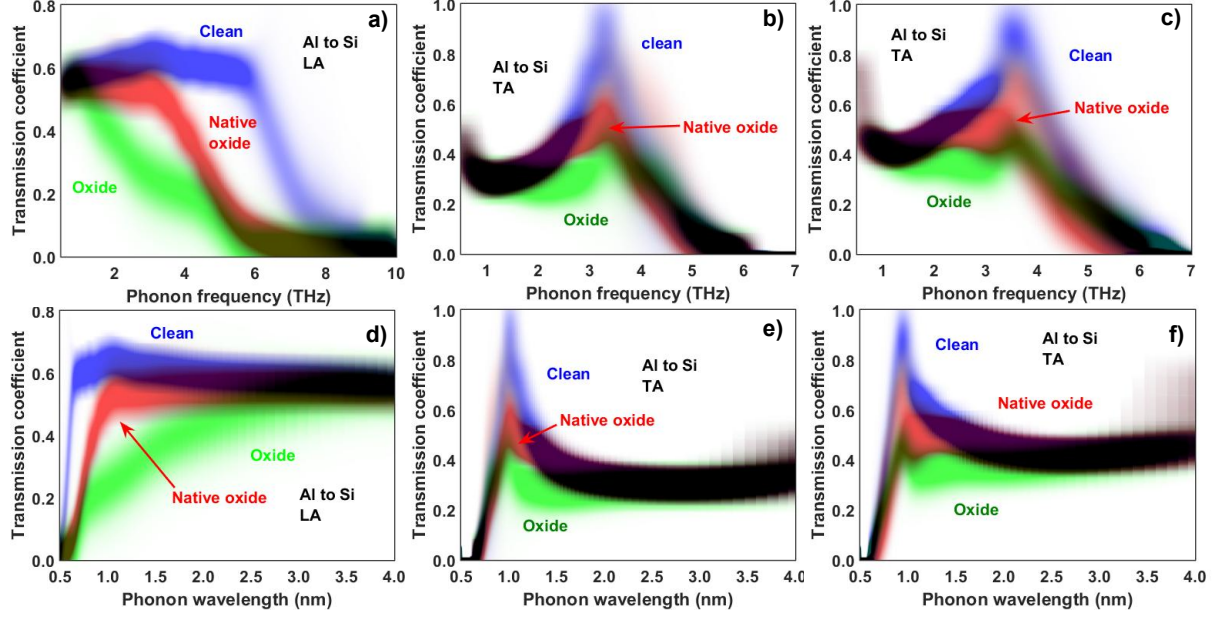 a)
Clean
Al to Si
LA
Native
oxide
Oxide
Transmission coefficient
0.8
0.6
0.4
0.2
0.0
2 4 6 8 10
Phonon frequency (THz)
b)
clean
Al to Si
TA
Native oxide
Oxide
Transmission coefficient
1.0
0.8
0.6
0.4
0.2
0.0
1 2 3 4 5 6 7
Phonon frequency (THz)
c)
Al to Si
TA
Clean
Native oxide
Oxide
Transmission coefficient
1.0
0.8
0.6
0.4
0.2
0.0
1 2 3 4 5 6 7
Phonon frequency (THz)
d)
Clean
Oxide
Native oxide
Al to Si
LA
Transmission coefficient
0.8
0.6
0.4
0.2
0.0
0.5 1.0 1.5 2.0 2.5 3.0 3.5 4.0
Phonon wavelength (nm)
e)
Al to Si
TA
Clean
Native oxide
Oxide
Transmission coefficient
1.0
0.8
0.6
0.4
0.2
0.0
0.5 1.0 1.5 2.0 2.5 3.0 3.5 4.0
Phonon wavelength (nm)
f)
Clean
Al to Si
TA
Native oxide
Oxide
Transmission coefficient
1.0
0.8
0.6
0.4
0.2
0.0
0.5 1.0 1.5 2.0 2.5 3.0 3.5 4.0
Phonon wavelength (nm)